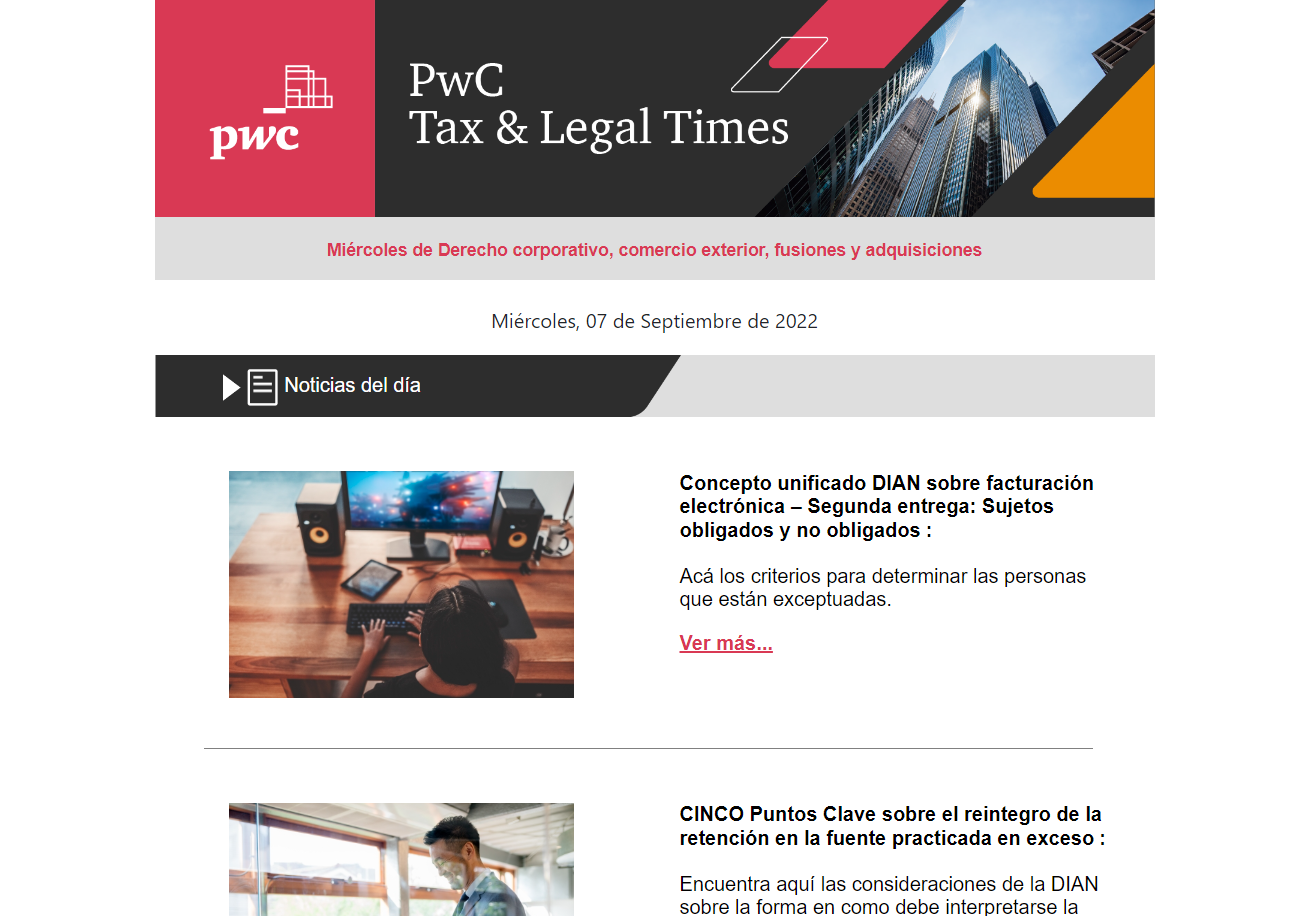 pwc
PwC
Tax & Legal Times
Miércoles de Derecho corporativo, comercio exterior, fusiones y adquisiciones
Miércoles, 07 de Septiembre de 2022
Noticias del día
Concepto unificado DIAN sobre facturación
electrónica – Segunda entrega: Sujetos
obligados y no obligados :
Acá los criterios para determinar las personas
que están exceptuadas.
Ver más...
CINCO Puntos Clave sobre el reintegro de la
retención en la fuente practicada en exceso :
Encuentra aquí las consideraciones de la DIAN
sobre la forma en como debe interpretarse la